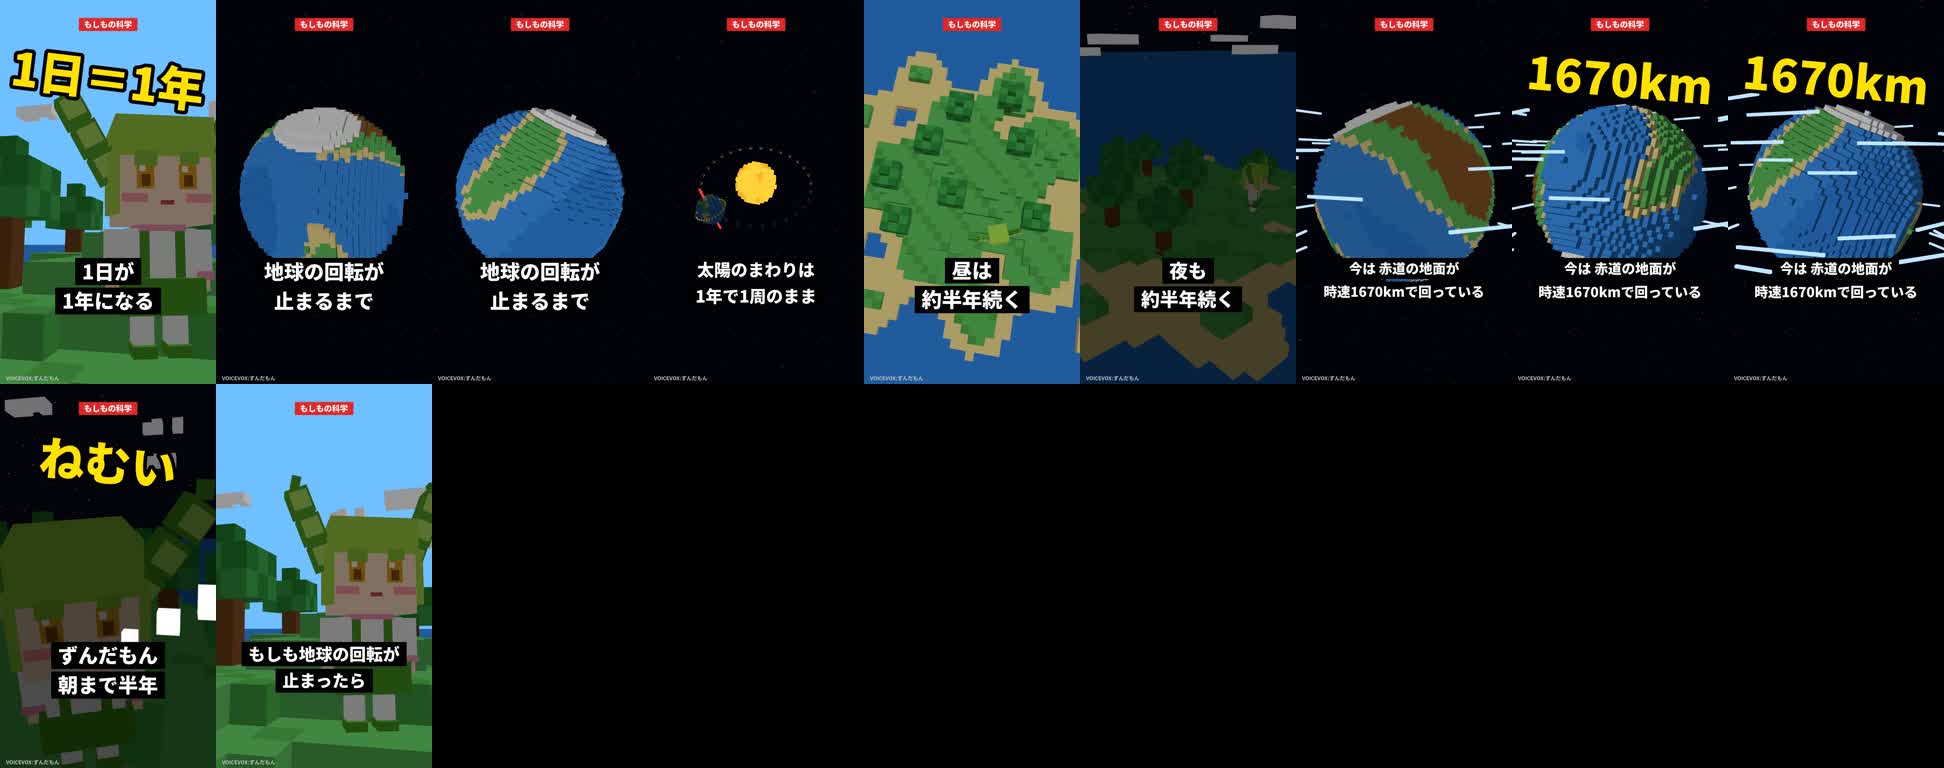 もしもの科学
1日=1年
1日が
1年になる
VOICEVOX:ずんだもん
もしもの科学
地球の回転が
止まるまで
VOICEVOX:ずんだもん
もしもの科学
地球の回転が
止まるまで
VOICEVOX:ずんだもん
もしもの科学
太陽のまわりは
1年で1周のまま
VOICEVOX:ずんだもん
もしもの科学
昼は
約半年続く
VOICEVOX:ずんだもん
もしもの科学
夜も
約半年続く
VOICEVOX:ずんだもん
もしもの科学
今は 赤道の地面が
時速1670kmで回っている
VOICEVOX:ずんだもん
もしもの科学
1670km
今は 赤道の地面が
時速1670kmで回っている
VOICEVOX:ずんだもん
もしもの科学
1670km
今は 赤道の地面が
時速1670kmで回っている
VOICEVOX:ずんだもん
もしもの科学
ねむい
ずんだもん
朝まで半年
VOICEVOX:ずんだもん
もしもの科学
もしも地球の回転が
止まったら
VOICEVOX:ずんだもん